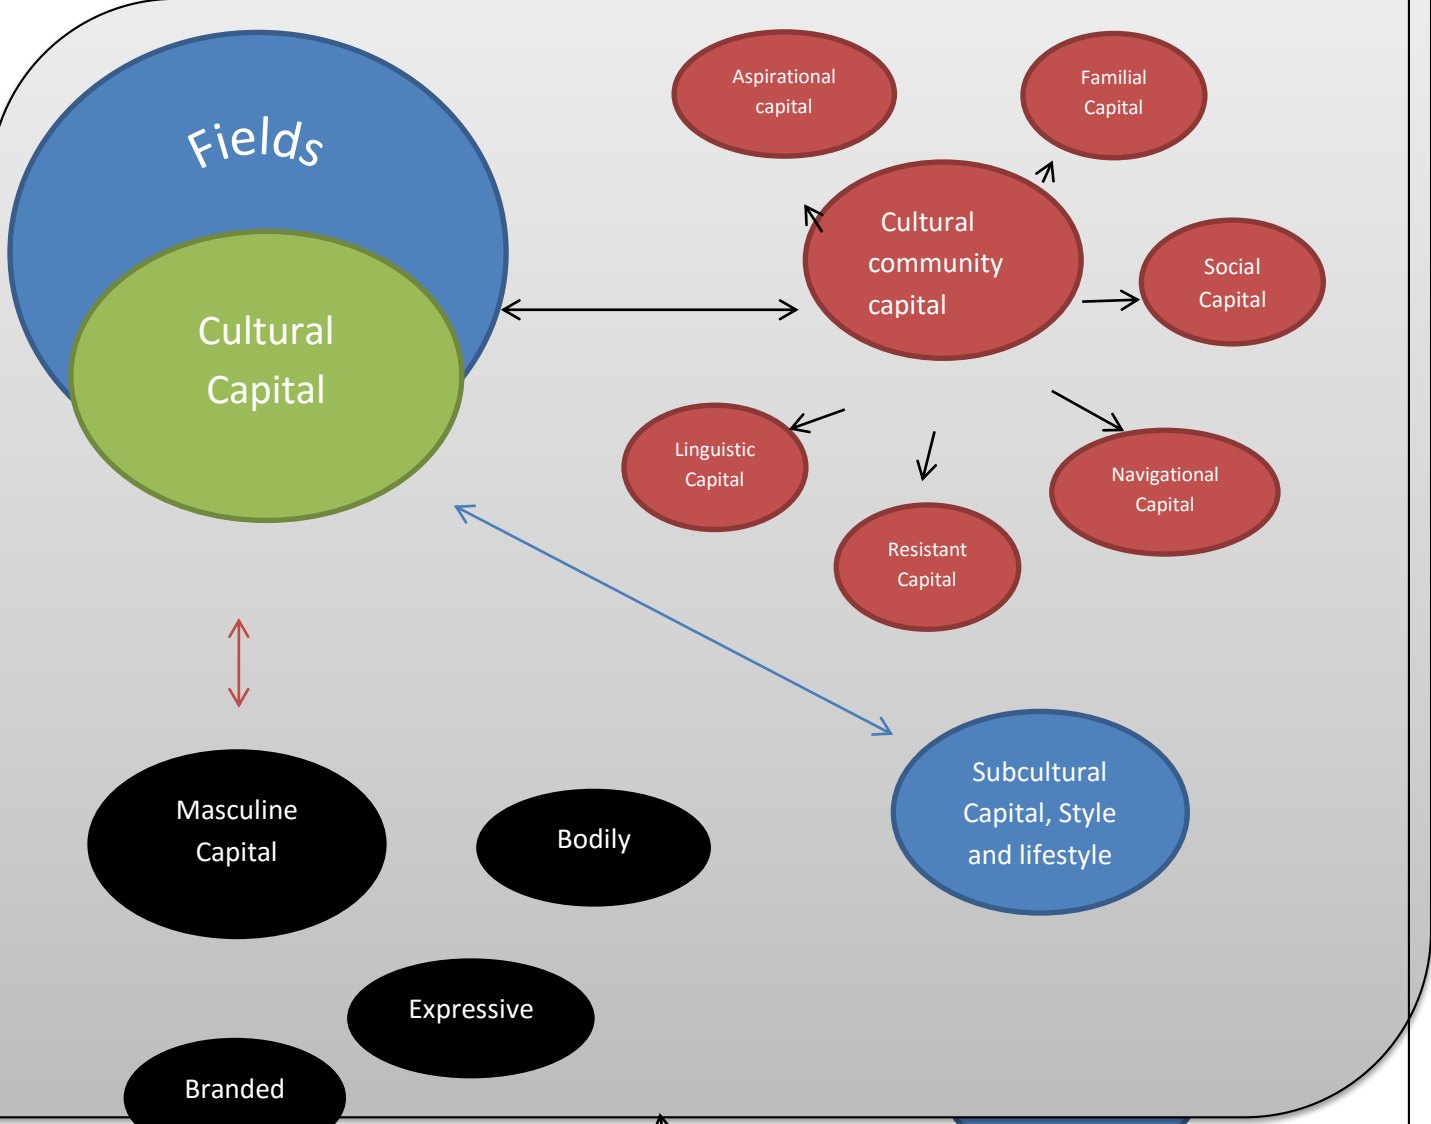 Fields
Cultural
Capital
Aspirational
capital
Familial
Capital
Cultural
community
capital
Social
Capital
Linguistic
Capital
Navigational
Capital
Resistant
Capital
Subcultural
Capital, Style
and lifestyle
Masculine
Capital
Bodily
Expressive
Branded